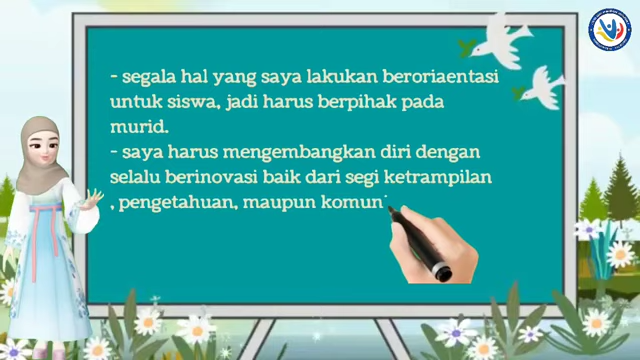 - segala hal yang saya lakukan beroriaentasi
untuk siswa, jadi harus berpihak pada
murid.
- saya harus mengembangkan diri dengan
selalu berinovasi baik dari segi ketrampilan
, pengetahuan, maupun komun